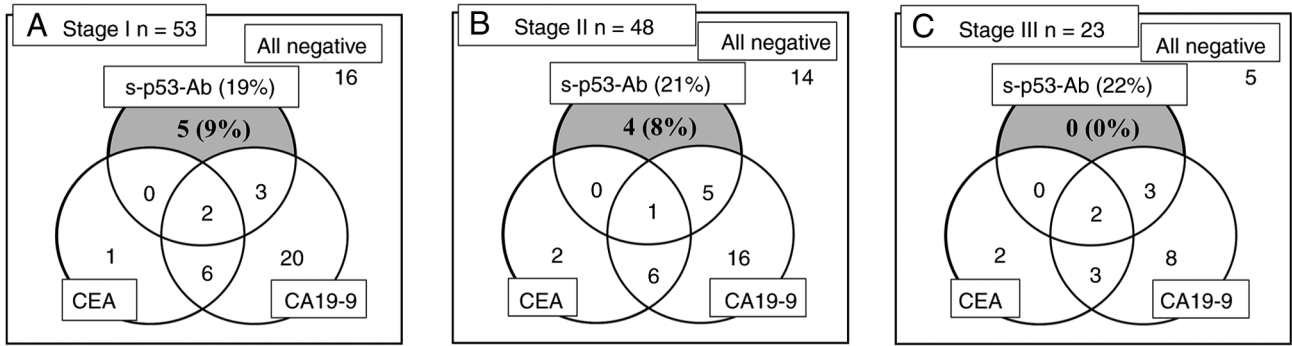 A Stage I n = 53
All negative
16
s-p53-Ab (19%)
5 (9%)
0
3
2
1
20
6
CEA
CA19-9
B Stage II n = 48
All negative
14
s-p53-Ab (21%)
4 (8%)
0
5
1
2
16
6
CEA
CA19-9
C Stage III n = 23
All negative
5
s-p53-Ab (22%)
0 (0%)
0
3
2
2
8
3
CEA
CA19-9